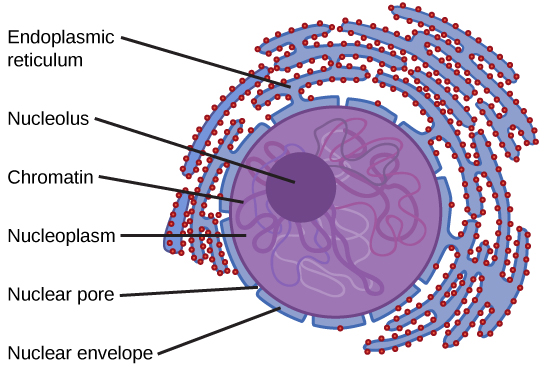 Endoplasmic
reticulum
Nucleolus
Chromatin
Nucleoplasm
Nuclear pore
Nuclear envelope